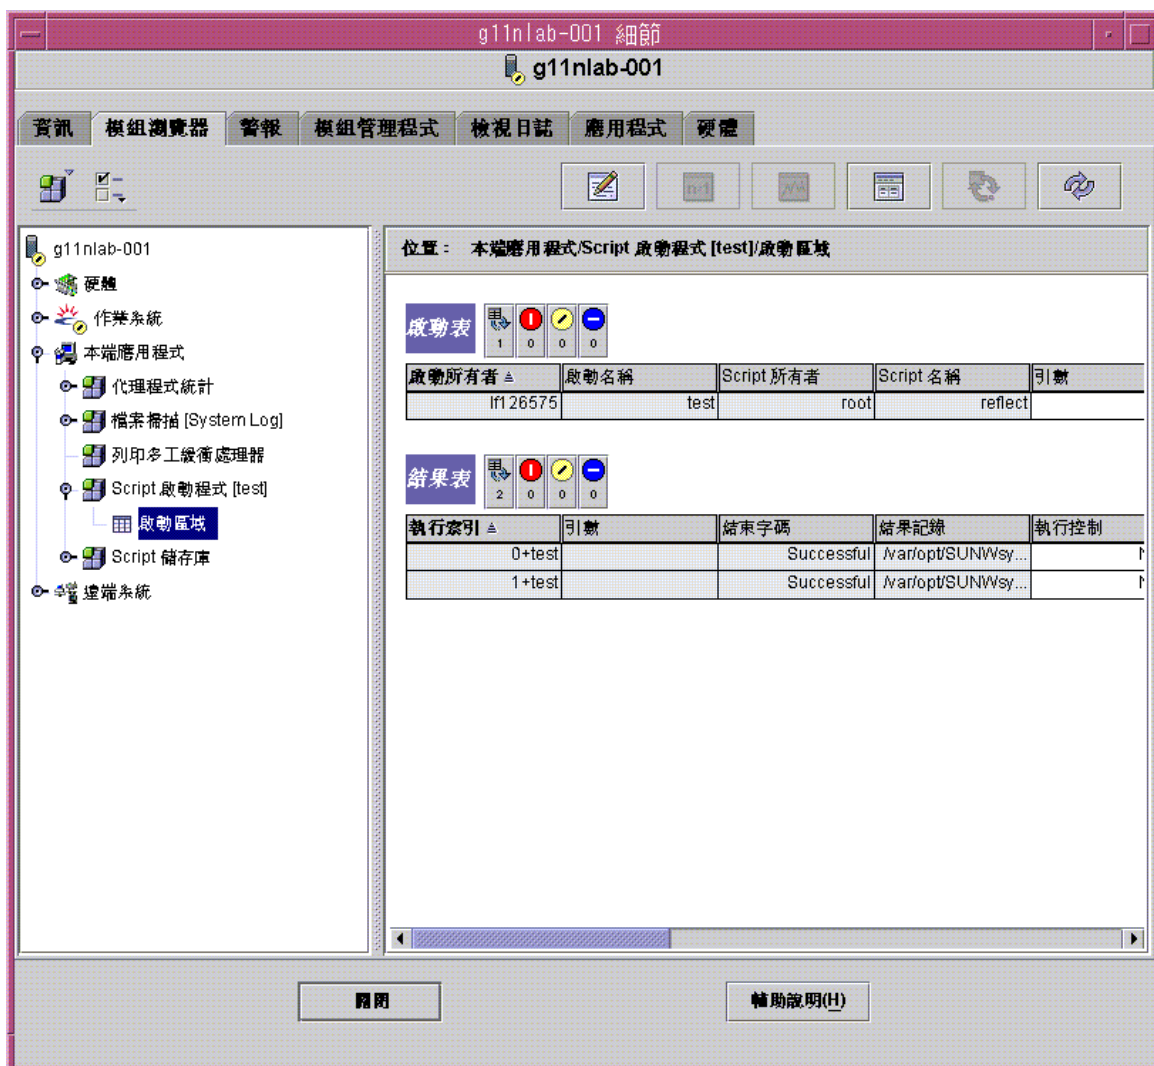 g11nlab-001 細節
g11nlab-001
資訊 模組瀏覽器 警報 模組管理程式 檢視日誌 應用程式 硬體
g11nlab-001
硬體
作業系統
本端應用程式
代理程式統計
檔案掃描 [System Log]
列印多工緩衝處理器
Script 啟動程式 [test]
啟動區域
Script 儲存庫
遠端系統
位置： 本端應用程式/Script 啟動程式 [test]/啟動區域
啟動表 1 0 0 0
啟動所有者 啟動名稱 Script 所有者 Script 名稱 引數
lf126575 test root reflect
結果表 2 0 0 0
執行索引 引數 結束字碼 結果記錄 執行控制
0+test Successful /var/opt/SUNWsy...
1+test Successful /var/opt/SUNWsy...
關閉 輔助說明(H)